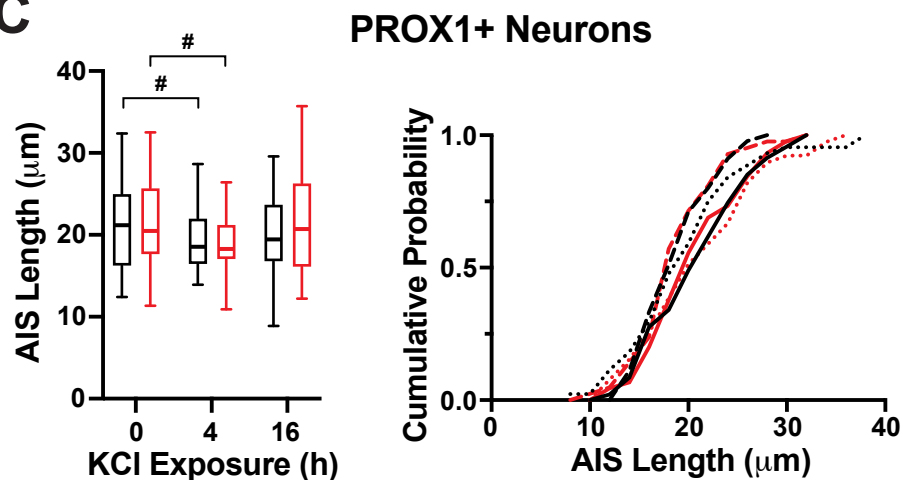 C
PROX1+ Neurons
#
#
40
30
20
10
0
AIS Length (μm)
0 4 16
KCl Exposure (h)
1.0
0.5
0.0
Cumulative Probability
0 10 20 30 40
AIS Length (μm)